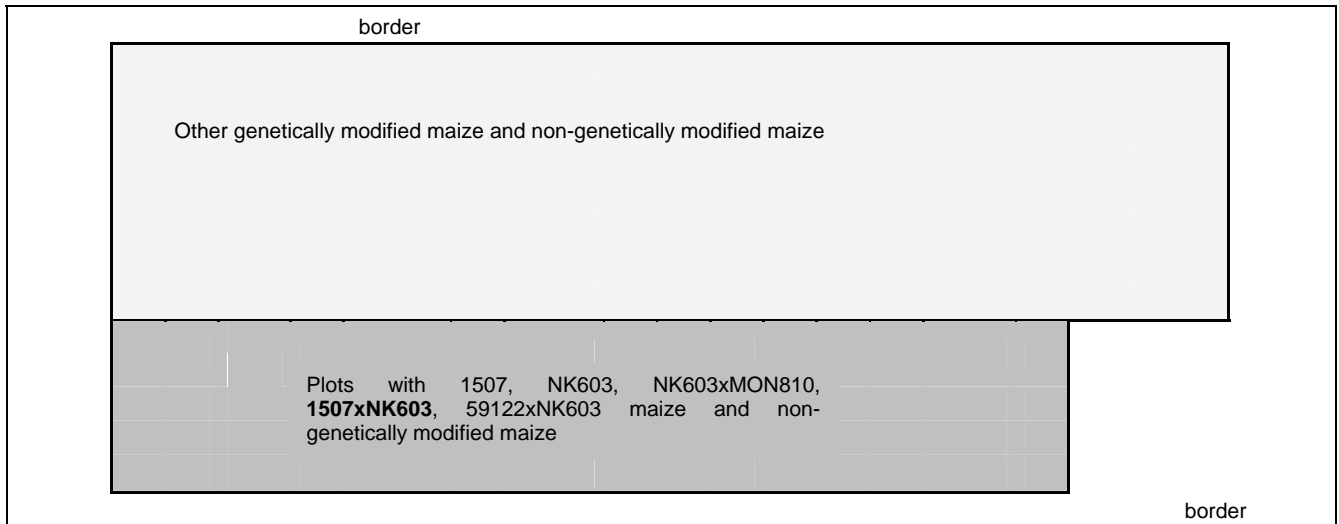 border
Other genetically modified maize and non-genetically modified maize
Plots with 1507, NK603, NK603xMON810,
1507xNK603, 59122xNK603 maize and non-
genetically modified maize
border